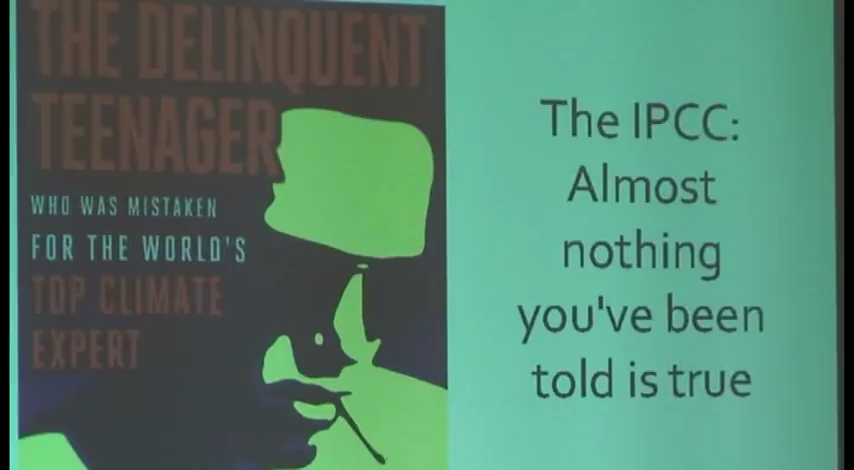 THE DELINQUENT
TEENAGER
WHO WAS MISTAKEN
FOR THE WORLD'S
TOP CLIMATE
EXPERT
The IPCC:
Almost
nothing
you've been
told is true